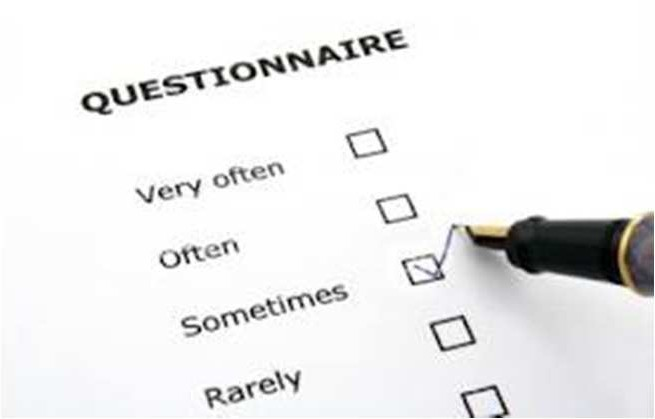 QUESTIONNAIRE
Very often
Often
Sometimes
Rarely